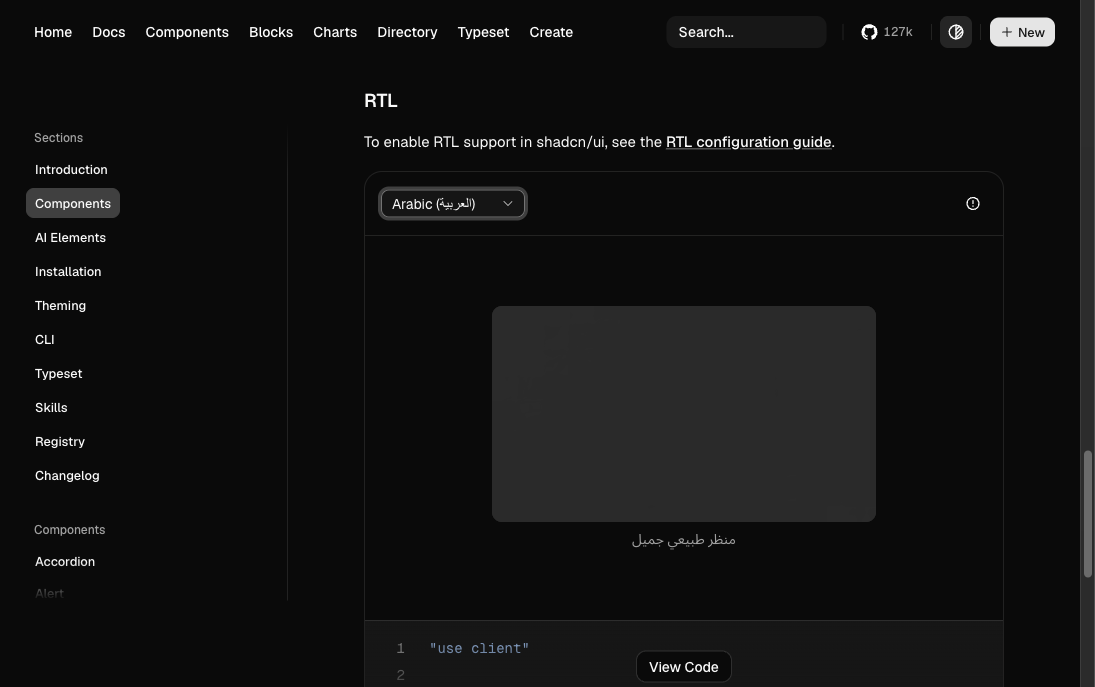 Home Docs Components Blocks Charts Directory Typeset Create Search... 127k New
Sections
Introduction
Components
AI Elements
Installation
Theming
CLI
Typeset
Skills
Registry
Changelog
Components
Accordion
Alert
RTL
To enable RTL support in shadcn/ui, see the RTL configuration guide.
Arabic (العربية)
منظر طبيعي جميل
1 "use client"
2
View Code